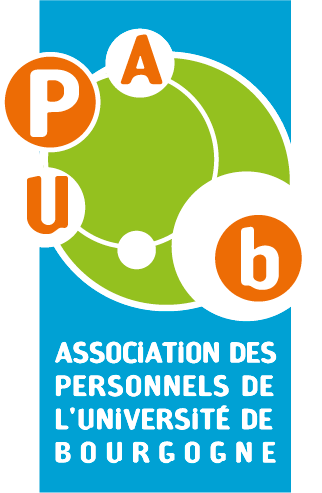 A
P
U
b
ASSOCiATiON DES
PERSONNELS DE
L'UNiVERSiTÉ DE
BOURGOGNE